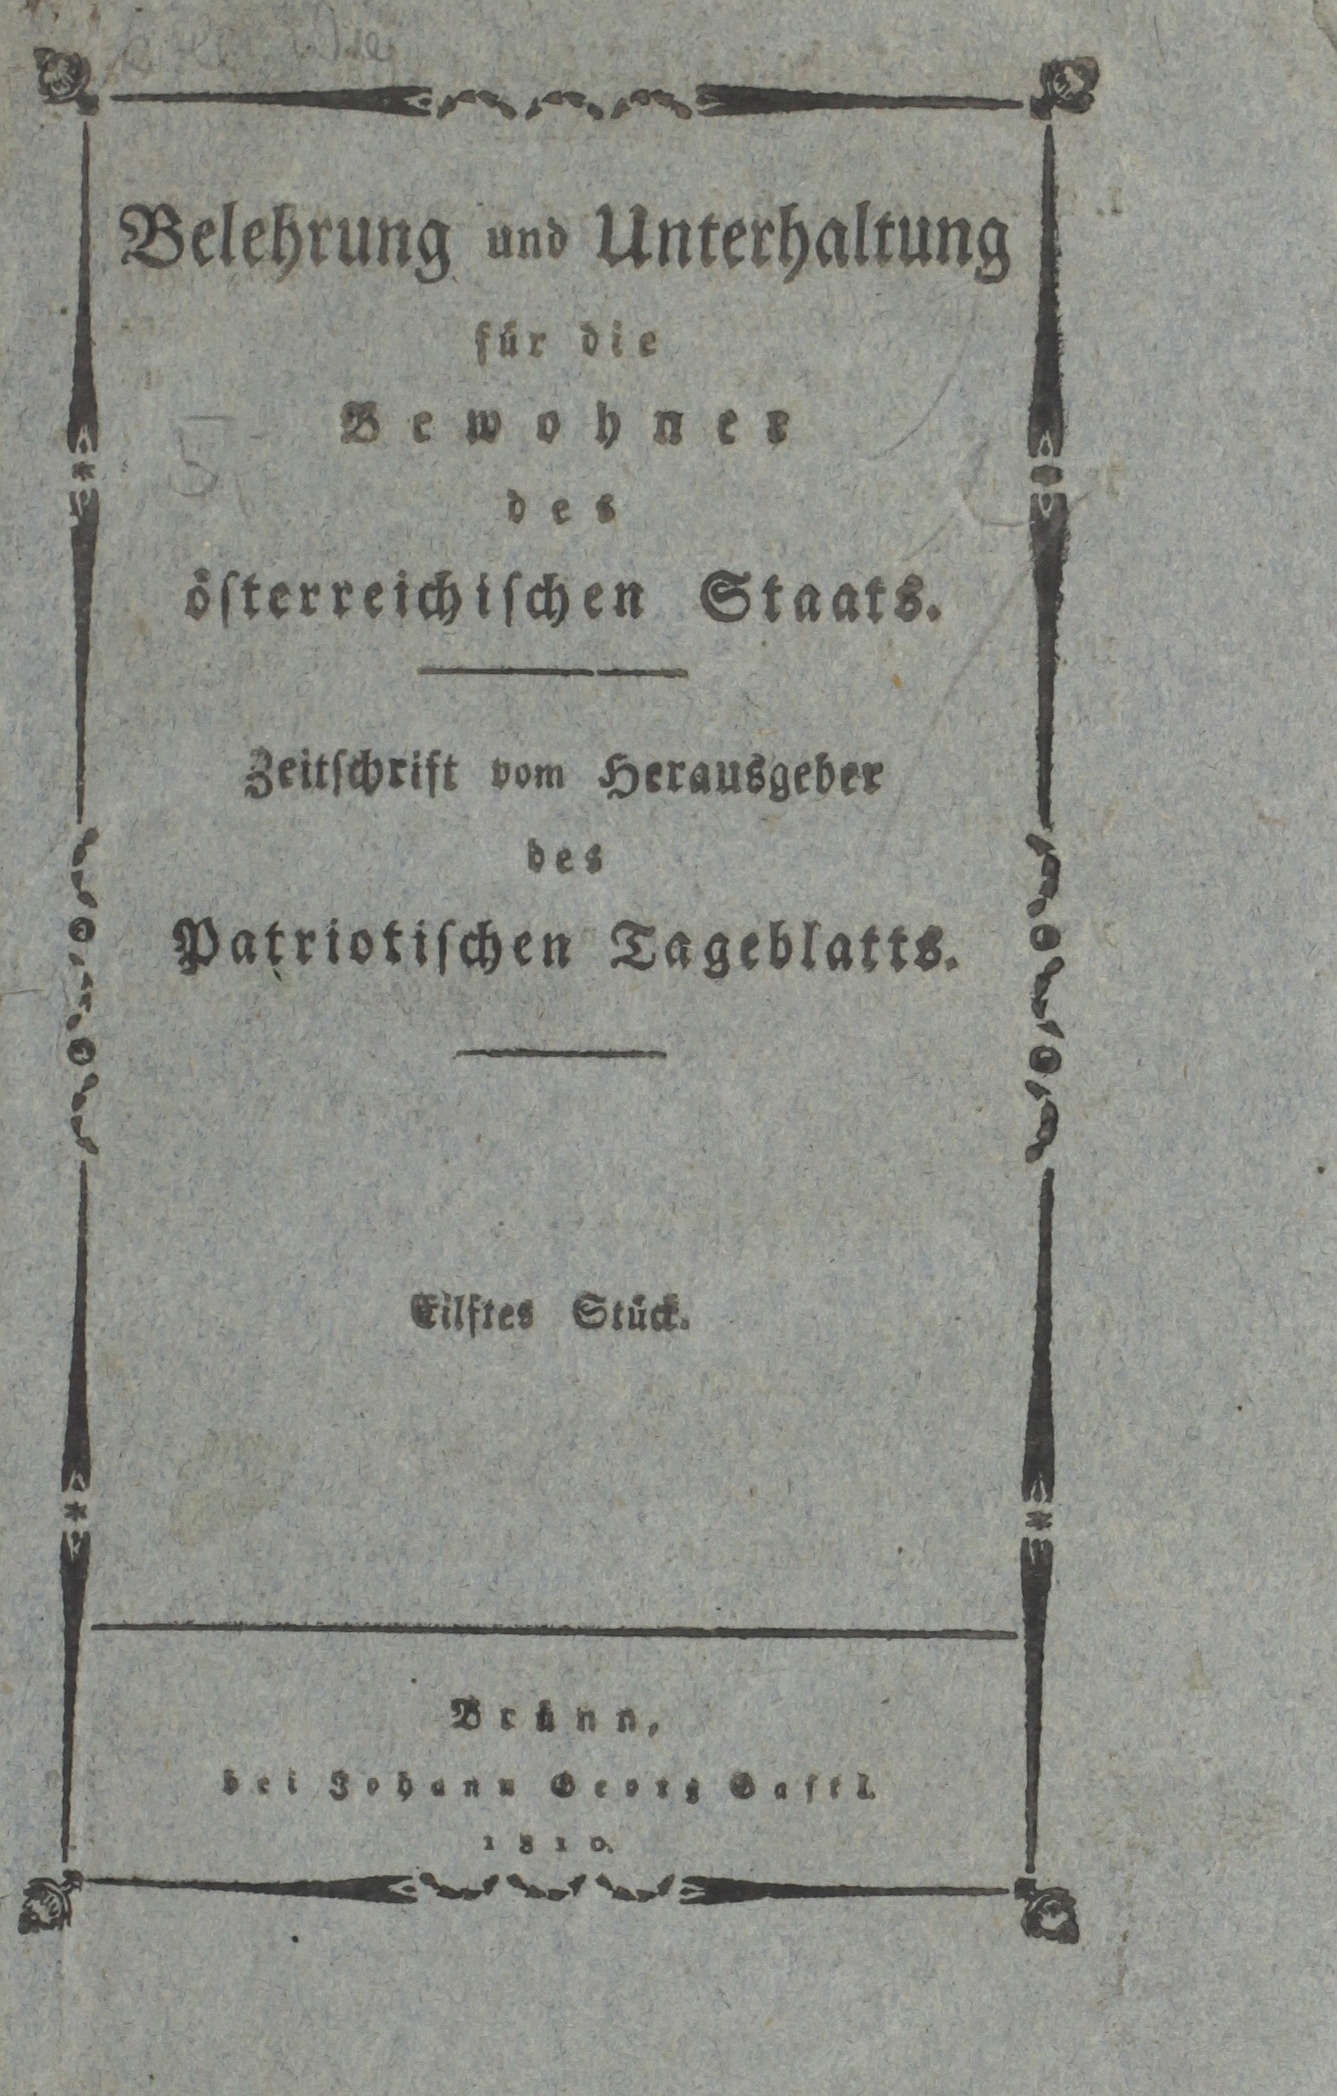 Belehrung und Unterhaltung
für die
Bewohner
des
österreichischen Staats.
Zeitschrift vom Herausgeber
des
Patriotischen Tageblatts.
Eilftes Stück.
Brünn,
bei Johann Georg Gastl.
1810.